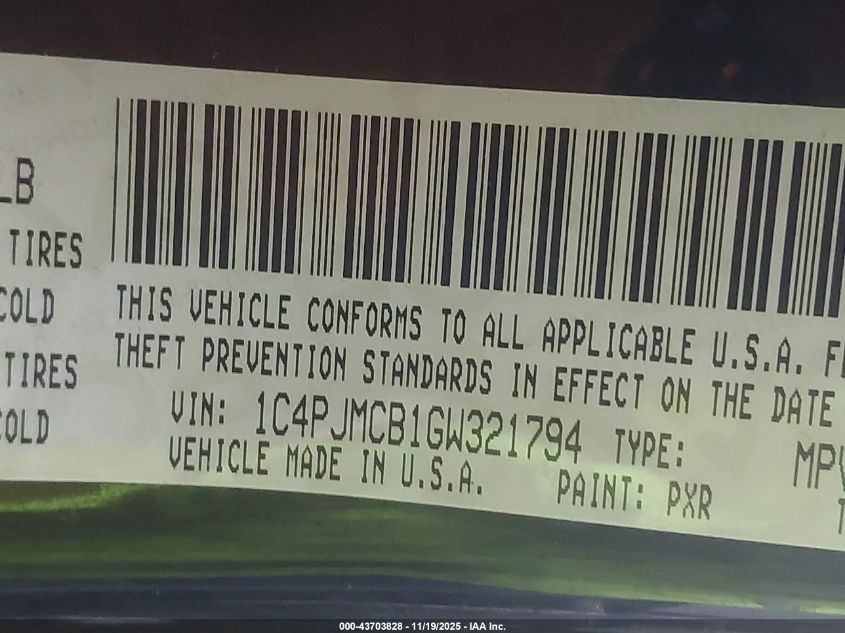 LB
TIRES
COLD
TIRES
COLD
THIS VEHICLE CONFORMS TO ALL APPLICABLE U.S.A.
THEFT PREVENTION STANDARDS IN EFFECT ON THE DATE
VIN: 1C4PJMCB1GW321794 TYPE: MPV
VEHICLE MADE IN U.S.A. PAINT: PXR
000-43703828 - 11/19/2025 - IAA Inc.